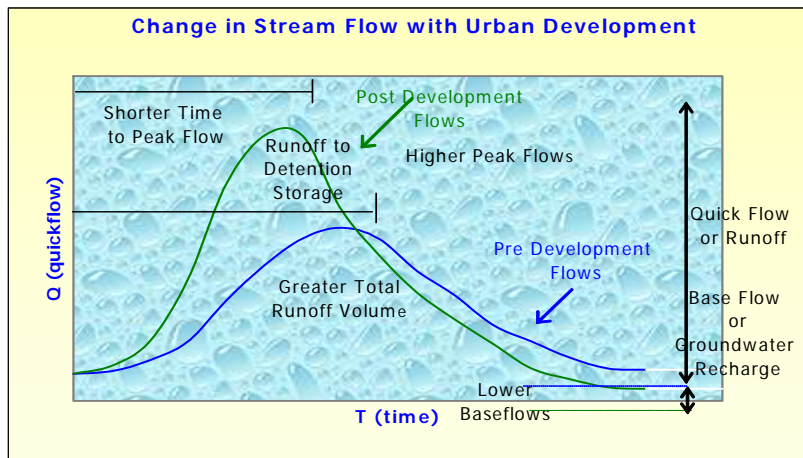 Change in Stream Flow with Urban Development
Shorter Time
to Peak Flow
Post Development
Flows
Runoff to
Detention
Storage
Higher Peak Flows
Q (quickflow)
Quick Flow
or Runoff
Pre Development
Flows
Greater Total
Runoff Volume
Base Flow
or
Groundwater
Recharge
Lower
Baseflows
T (time)